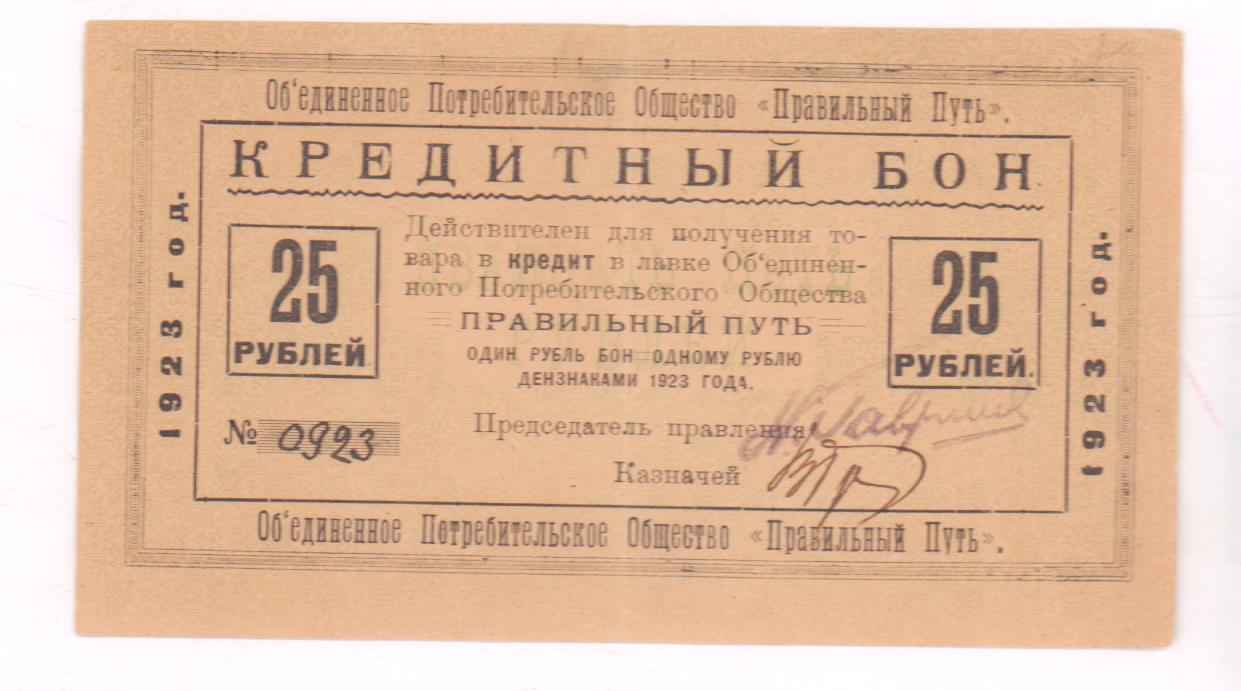 Об‘единенное Потребительское Общество «Правильный Путь».
КРЕДИТНЫЙ БОН.
1923 год.
25
РУБЛЕЙ.
Действителен для получения то-
вара в кредит в лавке Об‘единен-
ного Потребительского Общества
ПРАВИЛЬНЫЙ ПУТЬ
ОДИН РУБЛЬ БОН=ОДНОМУ РУБЛЮ
ДЕНЗНАКАМИ 1923 ГОДА.
25
РУБЛЕЙ.
1923 год.
№ 0923
Председатель правления
Казначей
Об‘единенное Потребительское Общество «Правильный Путь».